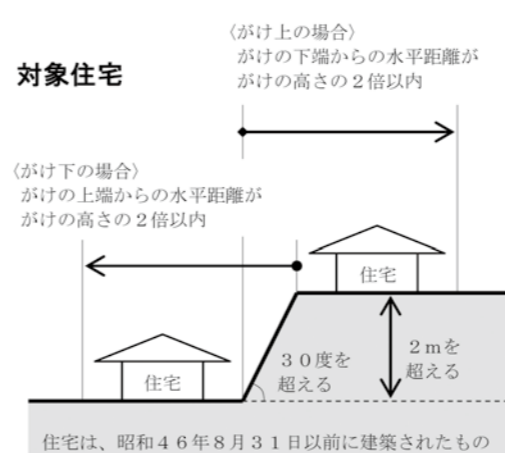 対象住宅
〈がけ上の場合〉
がけの下端からの水平距離が
がけの高さの２倍以内
〈がけ下の場合〉
がけの上端からの水平距離が
がけの高さの２倍以内
住宅
住宅
３０度を
超える
２ｍを
超える
住宅は、昭和４６年８月３１日以前に建築されたもの